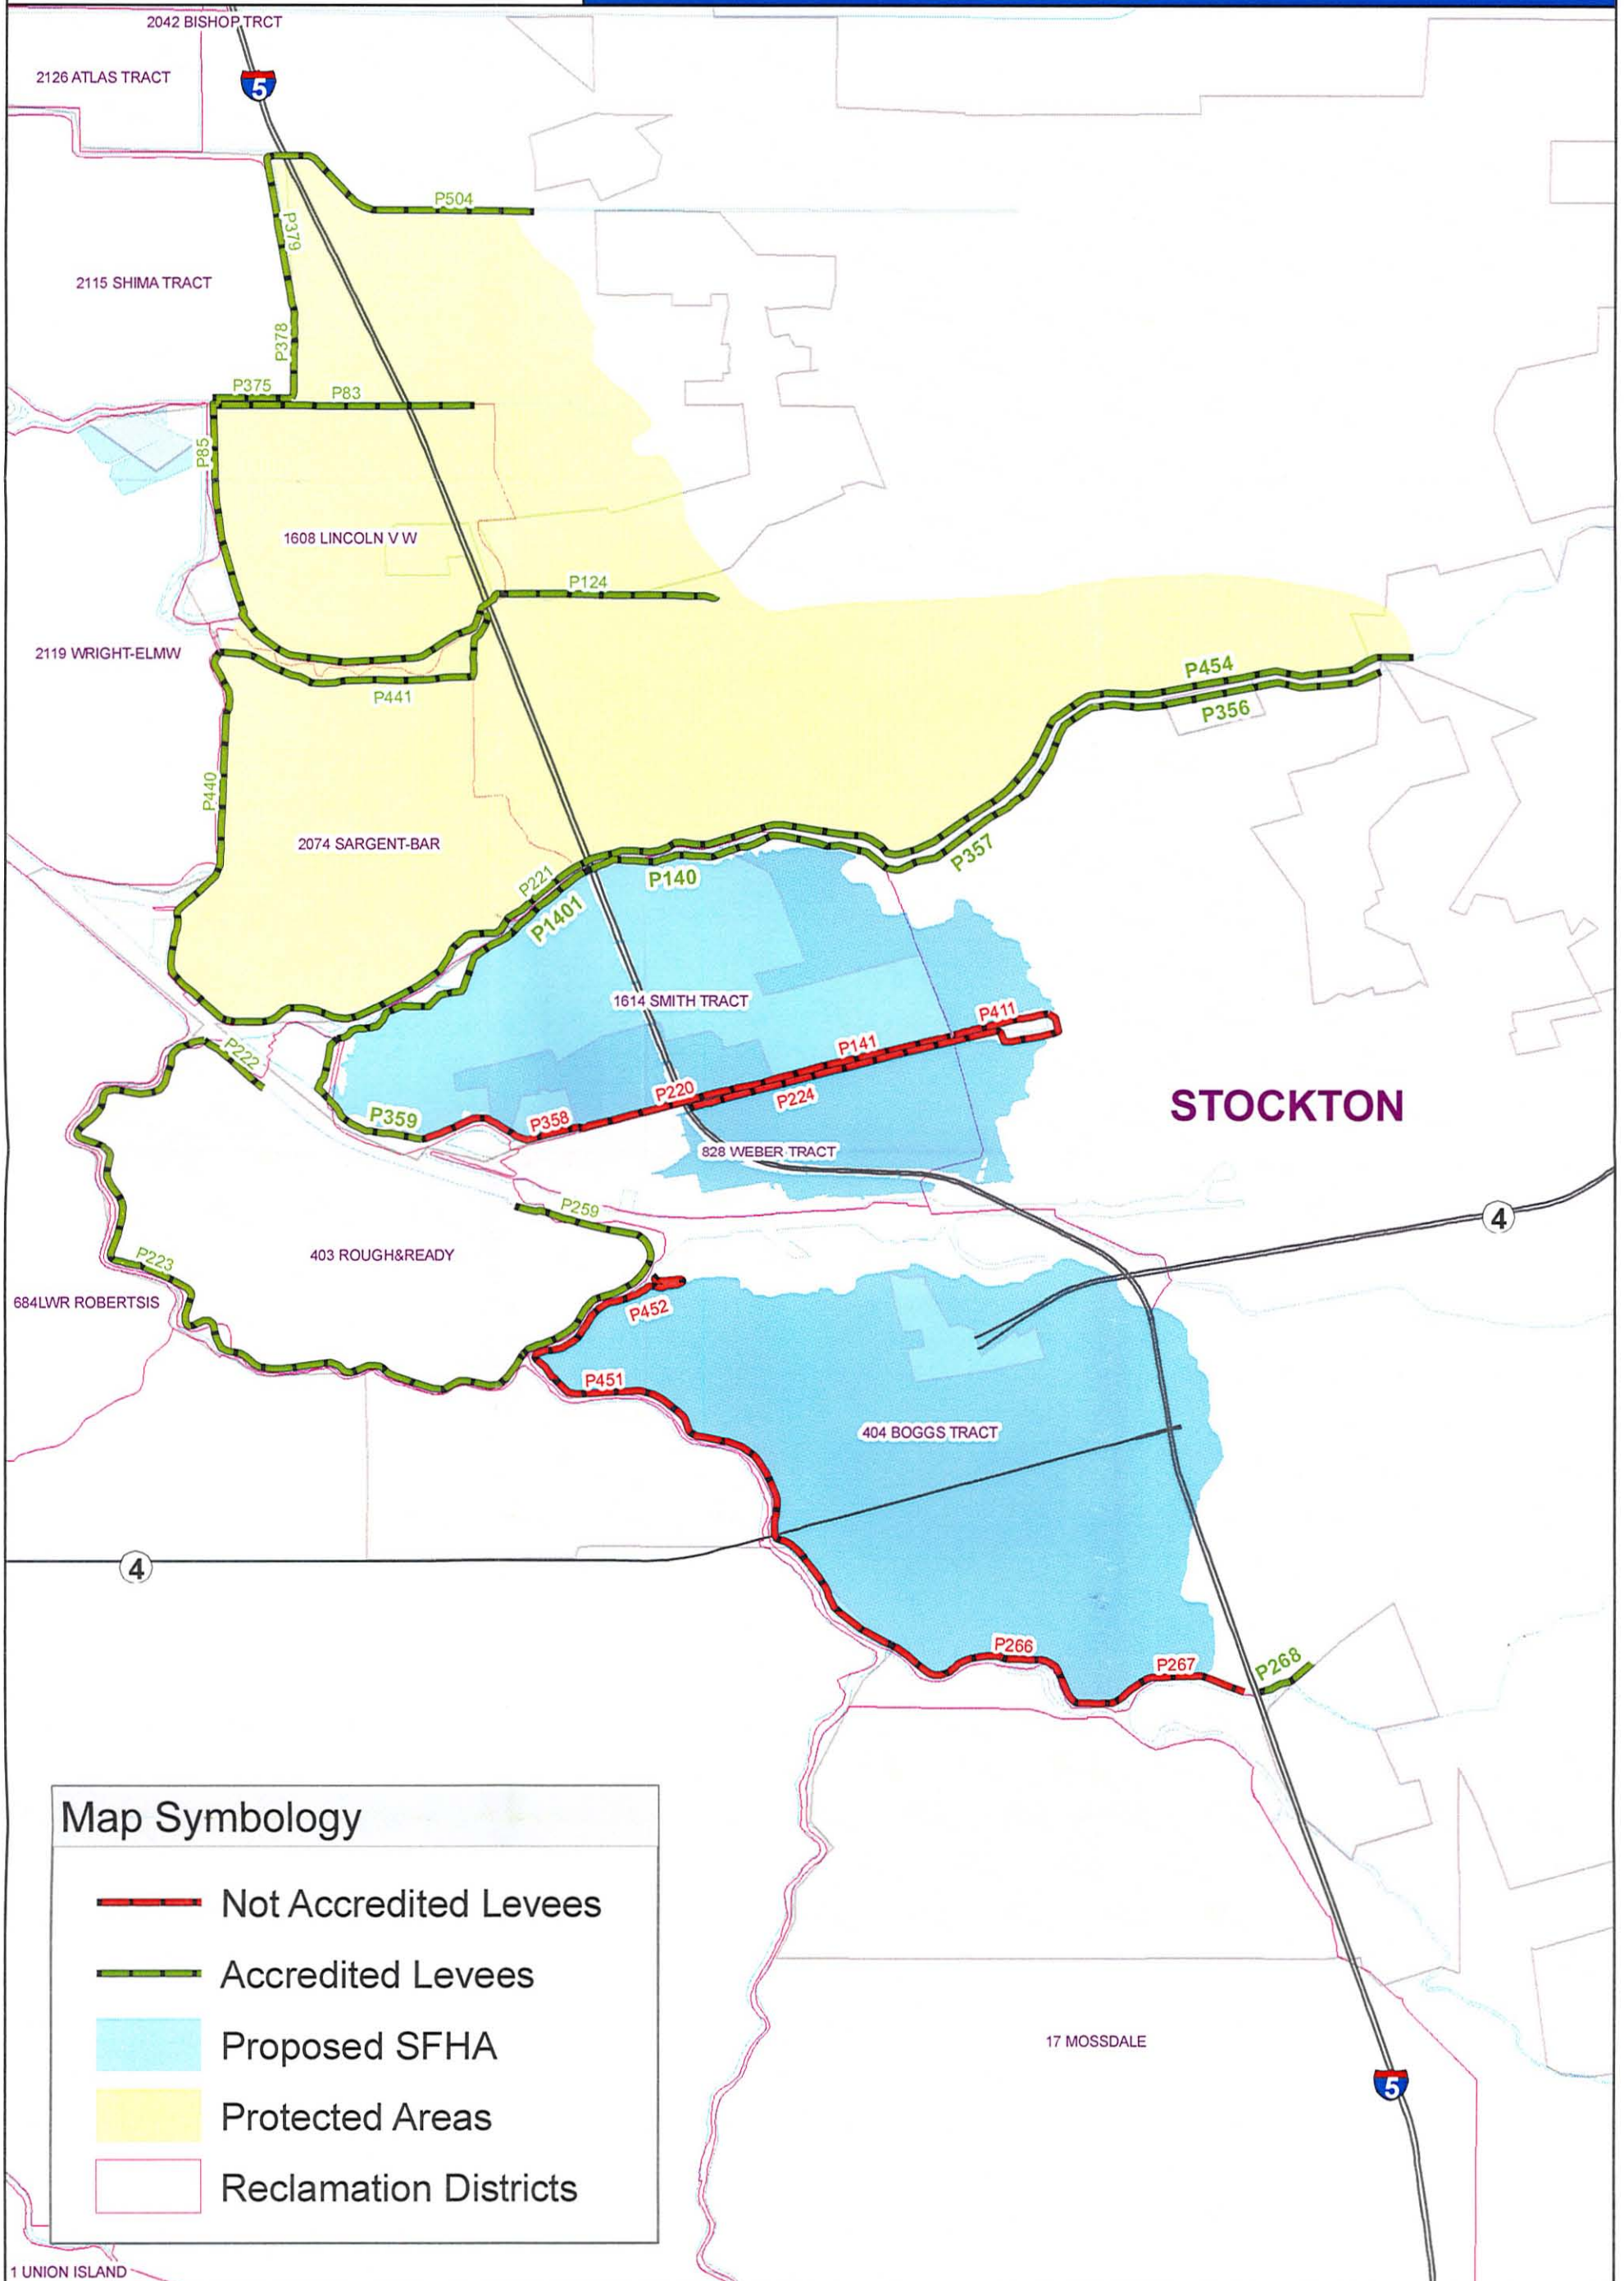 2042 BISHOP TRCT
2126 ATLAS TRACT
5
P504
P379
2115 SHIMA TRACT
P378
P375
P83
P85
1608 LINCOLN V W
P124
2119 WRIGHT-ELMW
P441
P454
P356
P440
2074 SARGENT-BAR
P221
P140
P357
P1401
1614 SMITH TRACT
P411
P222
P141
P220
P224
STOCKTON
P359
P358
828 WEBER TRACT
P259
4
P223
403 ROUGH&READY
684LWR ROBERTSIS
P452
P451
404 BOGGS TRACT
4
P266
P267
P268
Map Symbology
Not Accredited Levees
Accredited Levees
Proposed SFHA
Protected Areas
Reclamation Districts
17 MOSSDALE
5
1 UNION ISLAND